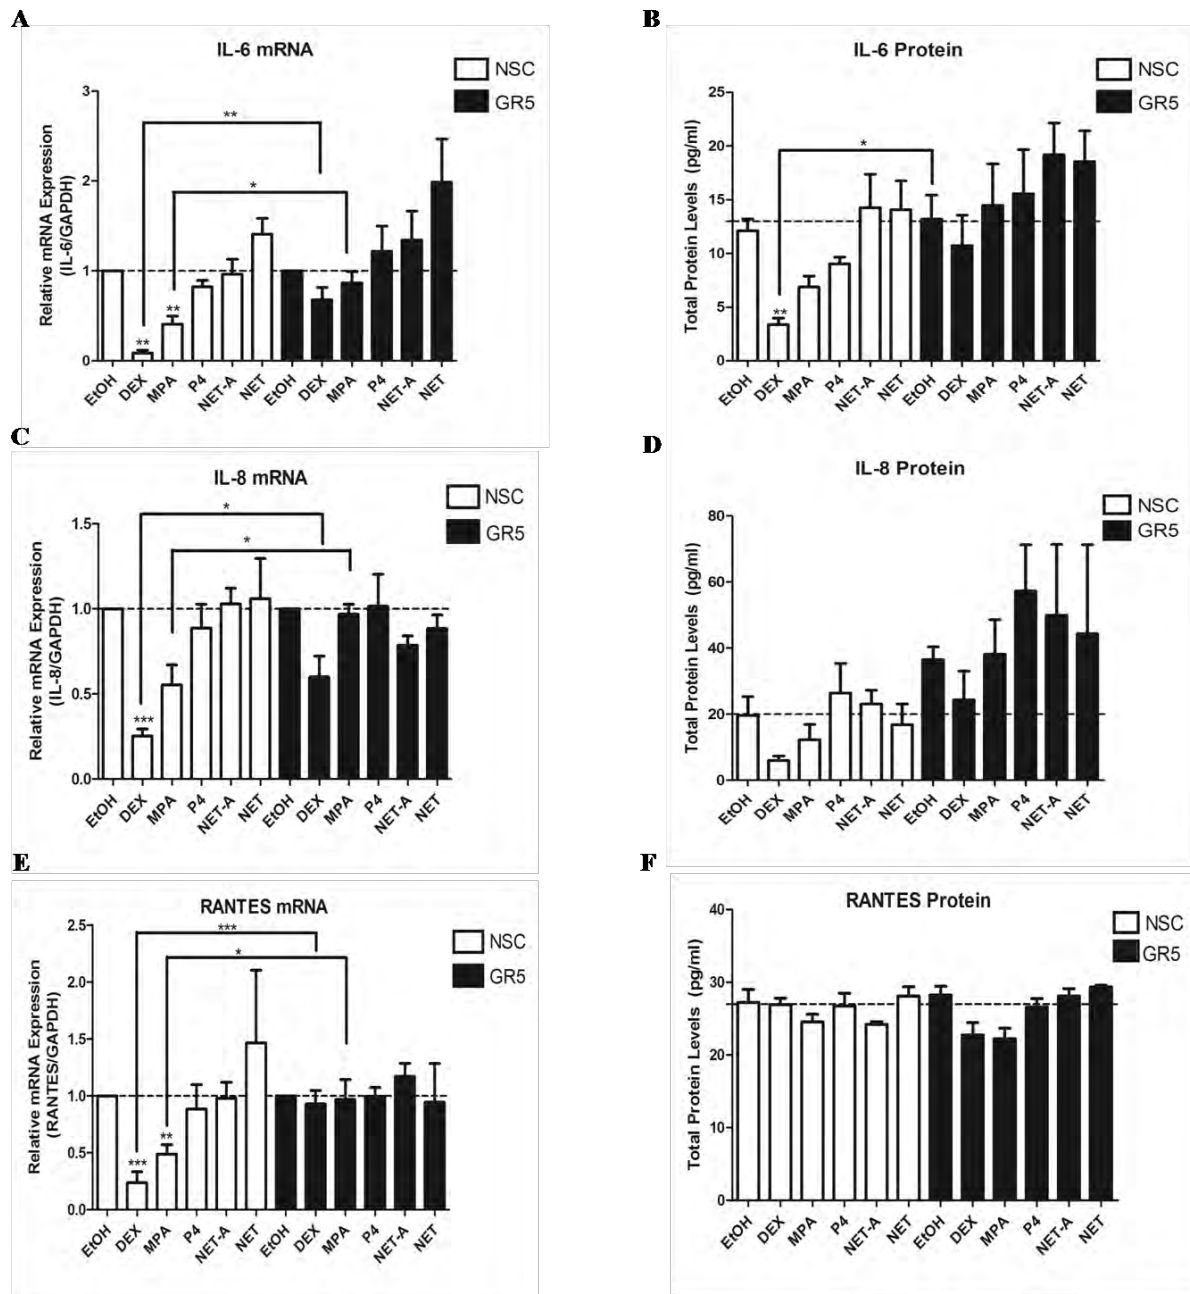 A
IL-6 mRNA
NSC
GR5
Relative mRNA Expression
(IL-6/GAPDH)
3
2
1
0
**
*
**
**
EtOH DEX MPA P4 NET-A NET EtOH DEX MPA P4 NET-A NET
B
IL-6 Protein
NSC
GR5
Total Protein Levels (pg/ml)
25
20
15
10
5
0
*
**
EtOH DEX MPA P4 NET-A NET EtOH DEX MPA P4 NET-A NET
C
IL-8 mRNA
NSC
GR5
Relative mRNA Expression
(IL-8/GAPDH)
1.5
1.0
0.5
0.0
*
*
***
EtOH DEX MPA P4 NET-A NET EtOH DEX MPA P4 NET-A NET
D
IL-8 Protein
NSC
GR5
Total Protein Levels (pg/ml)
80
60
40
20
0
EtOH DEX MPA P4 NET-A NET EtOH DEX MPA P4 NET-A NET
E
RANTES mRNA
NSC
GR5
Relative mRNA Expression
(RANTES/GAPDH)
2.5
2.0
1.5
1.0
0.5
0.0
***
*
***
**
EtOH DEX MPA P4 NET-A NET EtOH DEX MPA P4 NET-A NET
F
RANTES Protein
NSC
GR5
Total Protein Levels (pg/ml)
40
30
20
10
0
EtOH DEX MPA P4 NET-A NET EtOH DEX MPA P4 NET-A NET